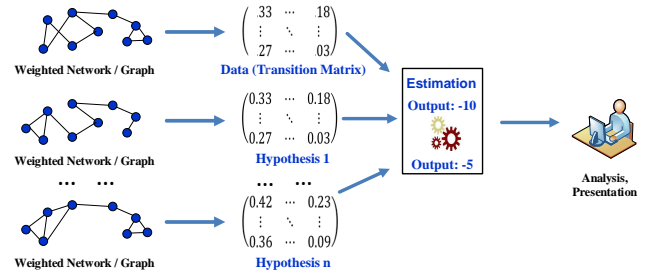 .33 ⋯ .18
⋮ ⋱ ⋮
.27 ⋯ .03
Weighted Network / Graph
Data (Transition Matrix)
Estimation
Output: -10
Output: -5
0.33 ⋯ 0.18
⋮ ⋱ ⋮
0.27 ⋯ 0.03
Weighted Network / Graph
Hypothesis 1
Analysis,
Presentation
... ...
... ...
0.42 ⋯ 0.23
⋮ ⋱ ⋮
0.36 ⋯ 0.09
Weighted Network / Graph
Hypothesis n